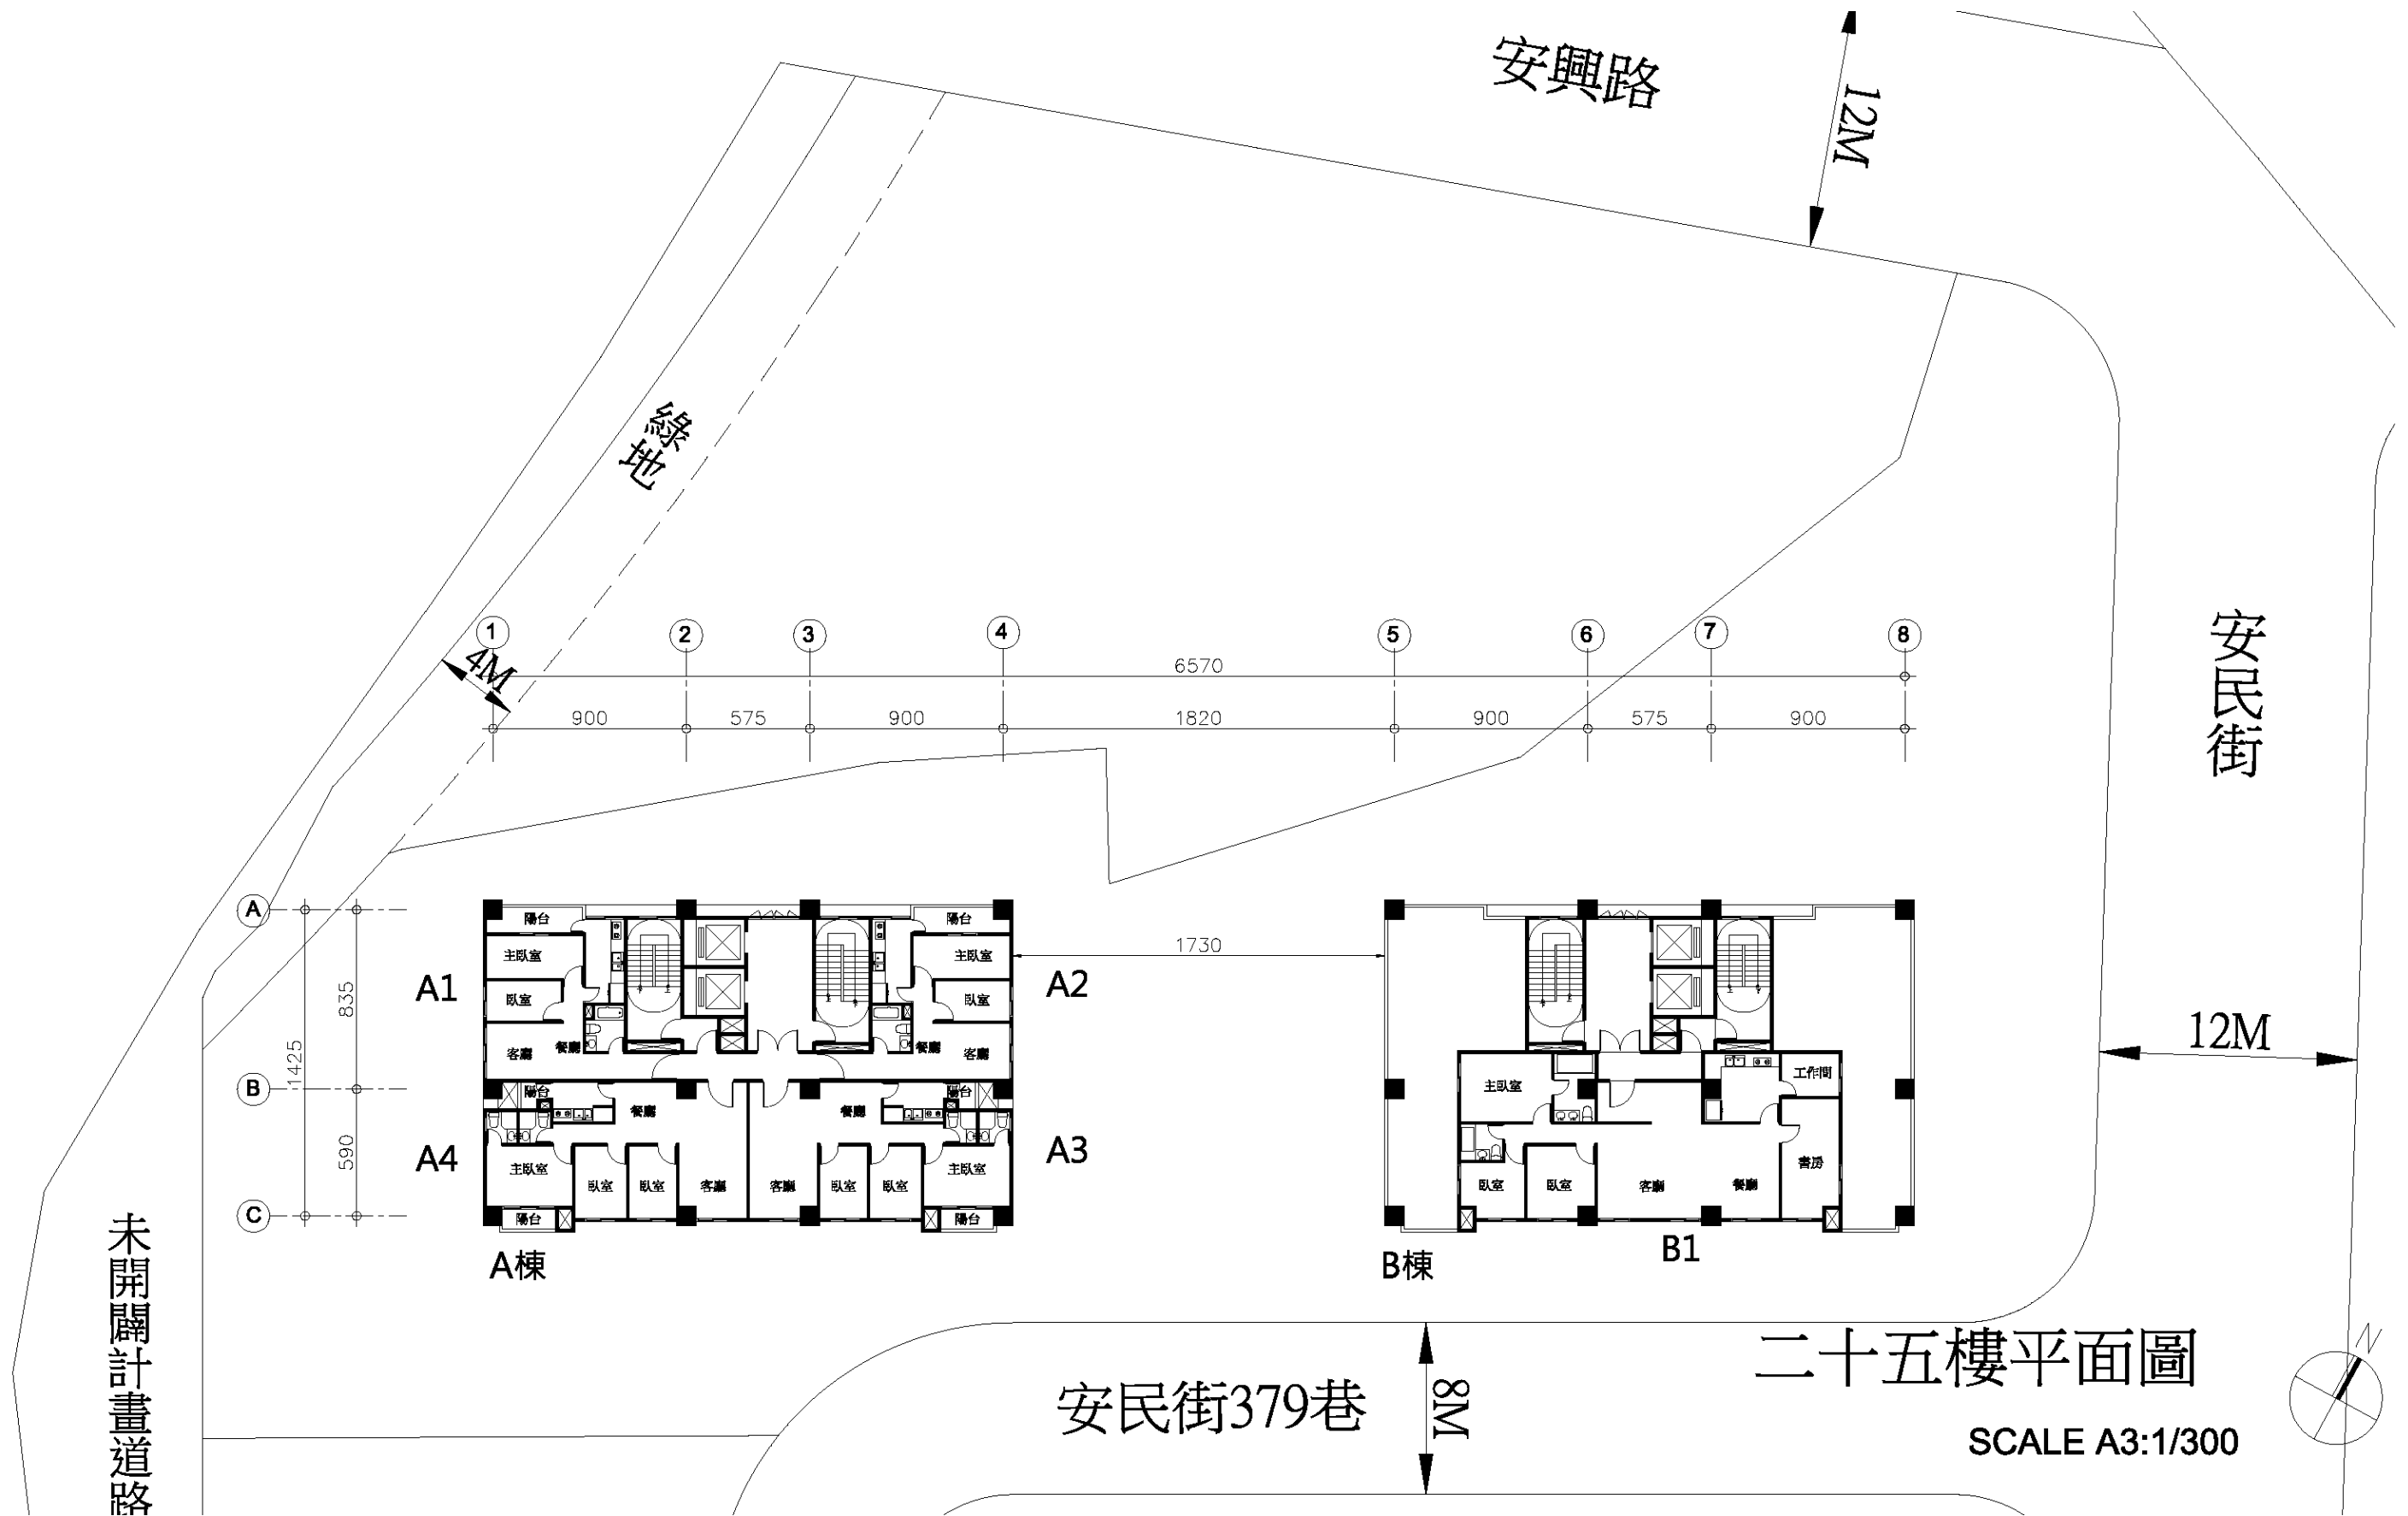 安興路
12M
綠地
4M
1
2
3
4
5
6
7
8
6570
900
575
900
1820
900
575
900
安民街
12M
A
B
C
835
590
1425
1730
A1
A2
A3
A4
陽台
陽台
主臥室
主臥室
臥室
臥室
客廳
餐廳
餐廳
客廳
陽台
餐廳
餐廳
陽台
主臥室
臥室
臥室
客廳
客廳
臥室
臥室
主臥室
陽台
陽台
A棟
主臥室
工作間
書房
臥室
臥室
客廳
餐廳
B棟
B1
未開闢計畫道路
安民街379巷
8M
二十五樓平面圖
SCALE A3:1/300
N